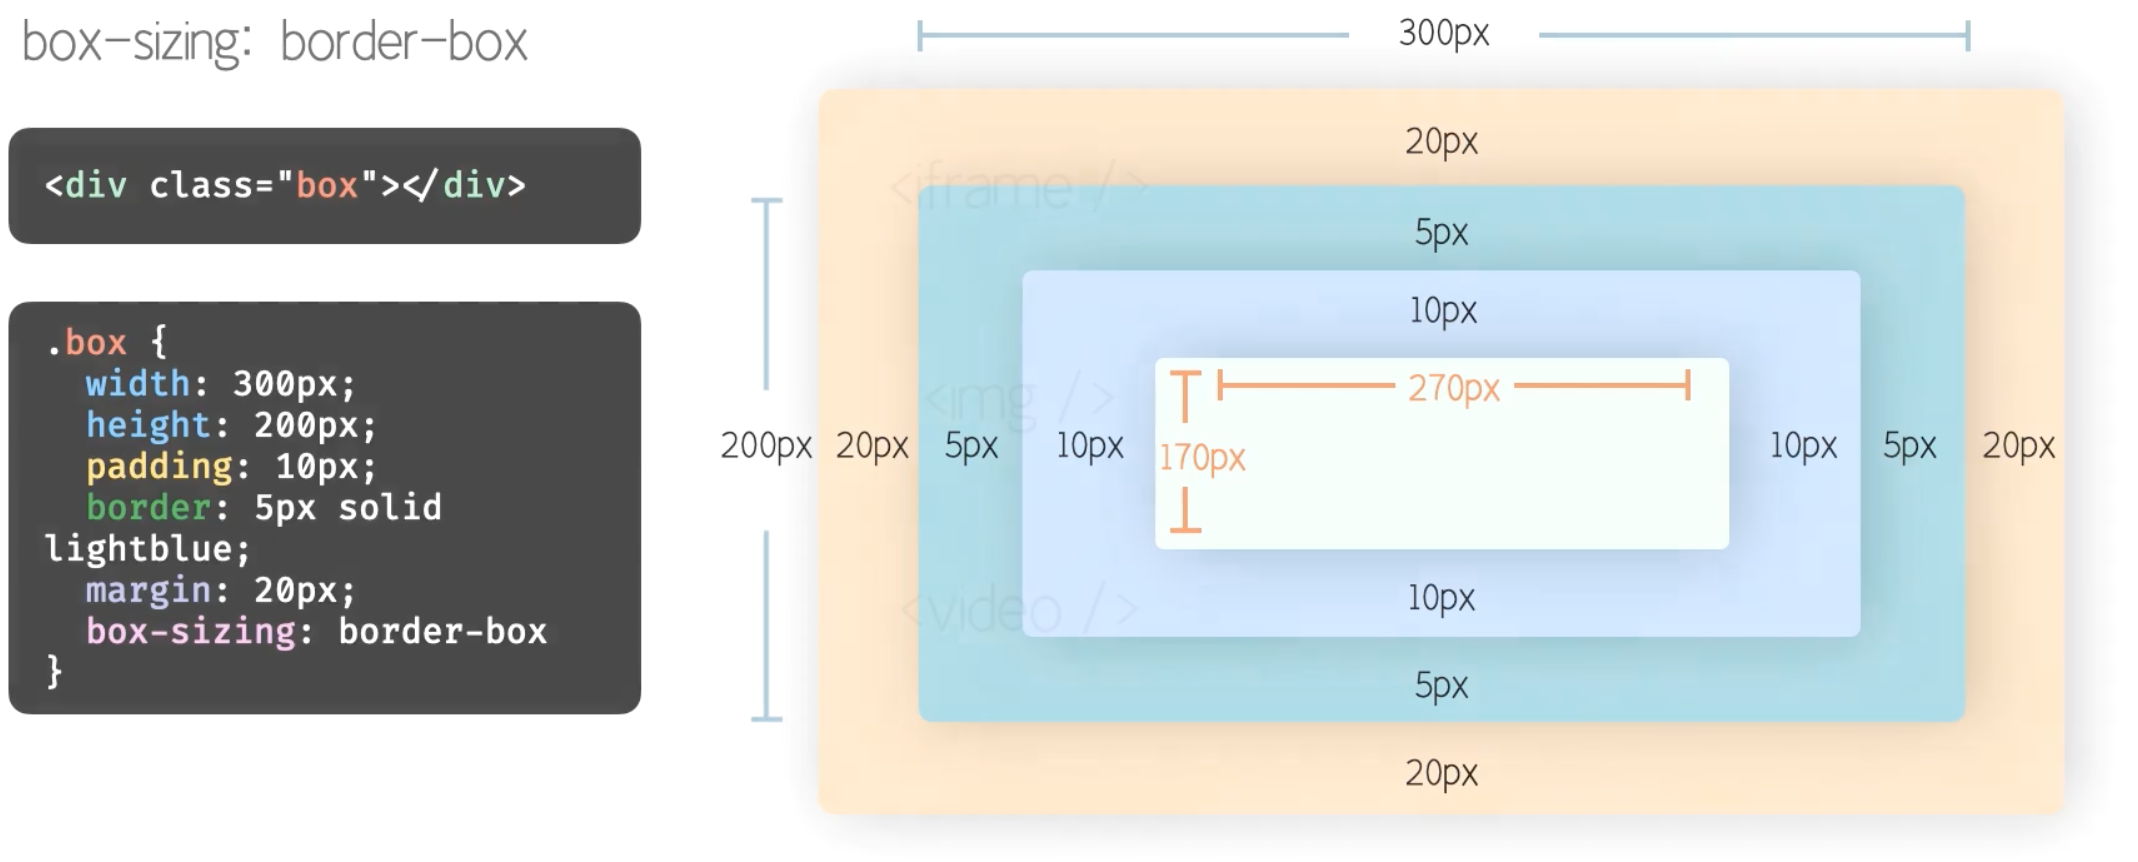 box-sizing: border-box
<div class="box"></div>
.box {
width: 300px;
height: 200px;
padding: 10px;
border: 5px solid
lightblue;
margin: 20px;
box-sizing: border-box
}
300px
20px
<iframe />
5px
10px
<img />
270px
200px 20px 5px 10px 170px 10px 5px 20px
<video />
10px
5px
20px